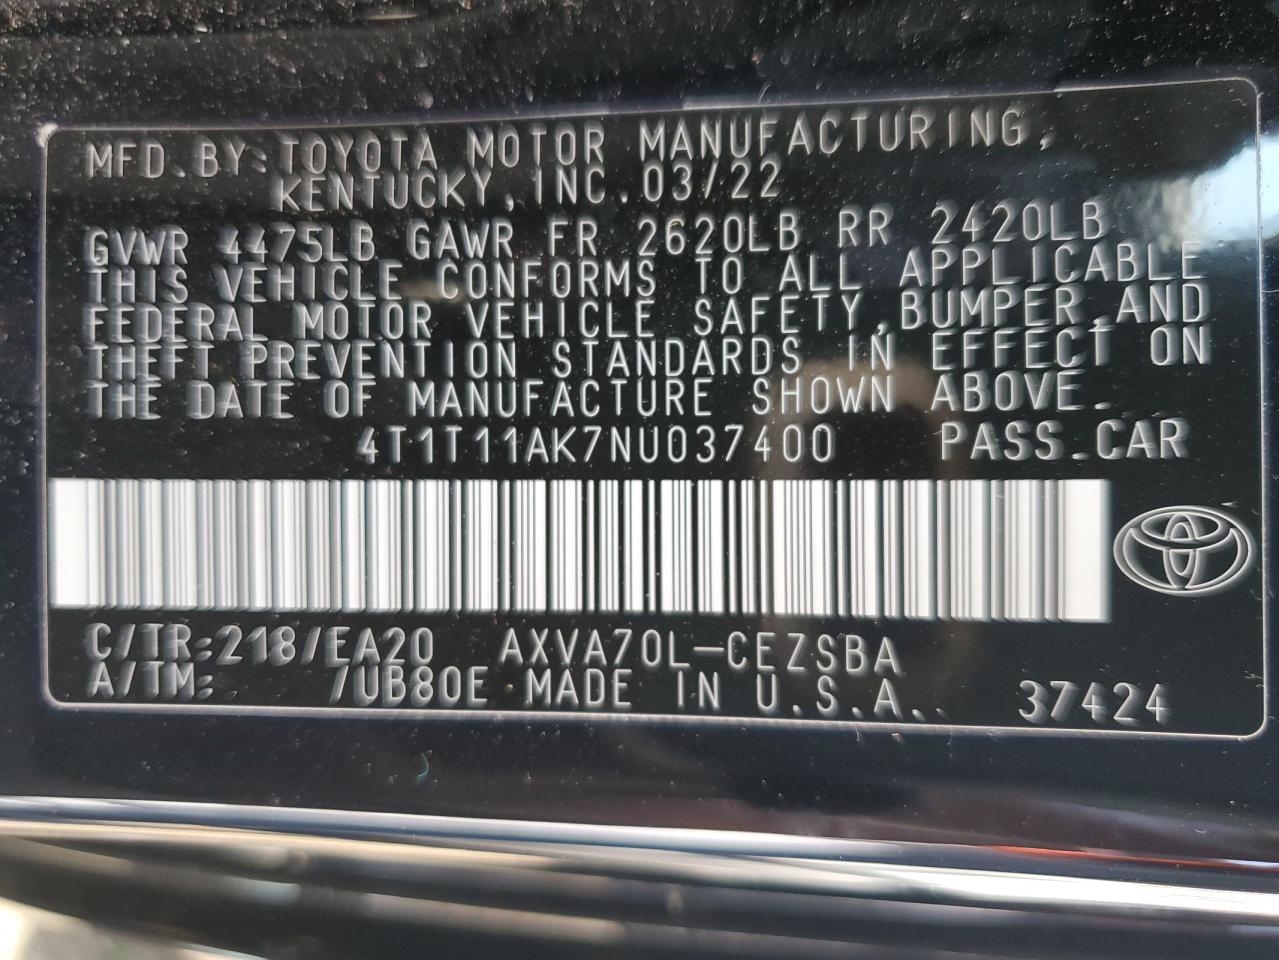 MFD.BY:TOYOTA MOTOR MANUFACTURING,
KENTUCKY,INC.03/22
GVWR 4475LB GAWR FR 2620LB RR 2420LB
THIS VEHICLE CONFORMS TO ALL APPLICABLE
FEDERAL MOTOR VEHICLE SAFETY,BUMPER,AND
THEFT PREVENTION STANDARDS IN EFFECT ON
THE DATE OF MANUFACTURE SHOWN ABOVE.
4T1T11AK7NU037400 PASS.CAR
C/TR:218/EA20 AXVA70L-CEZSBA
A/TM: /UB80E MADE IN U.S.A. 37424